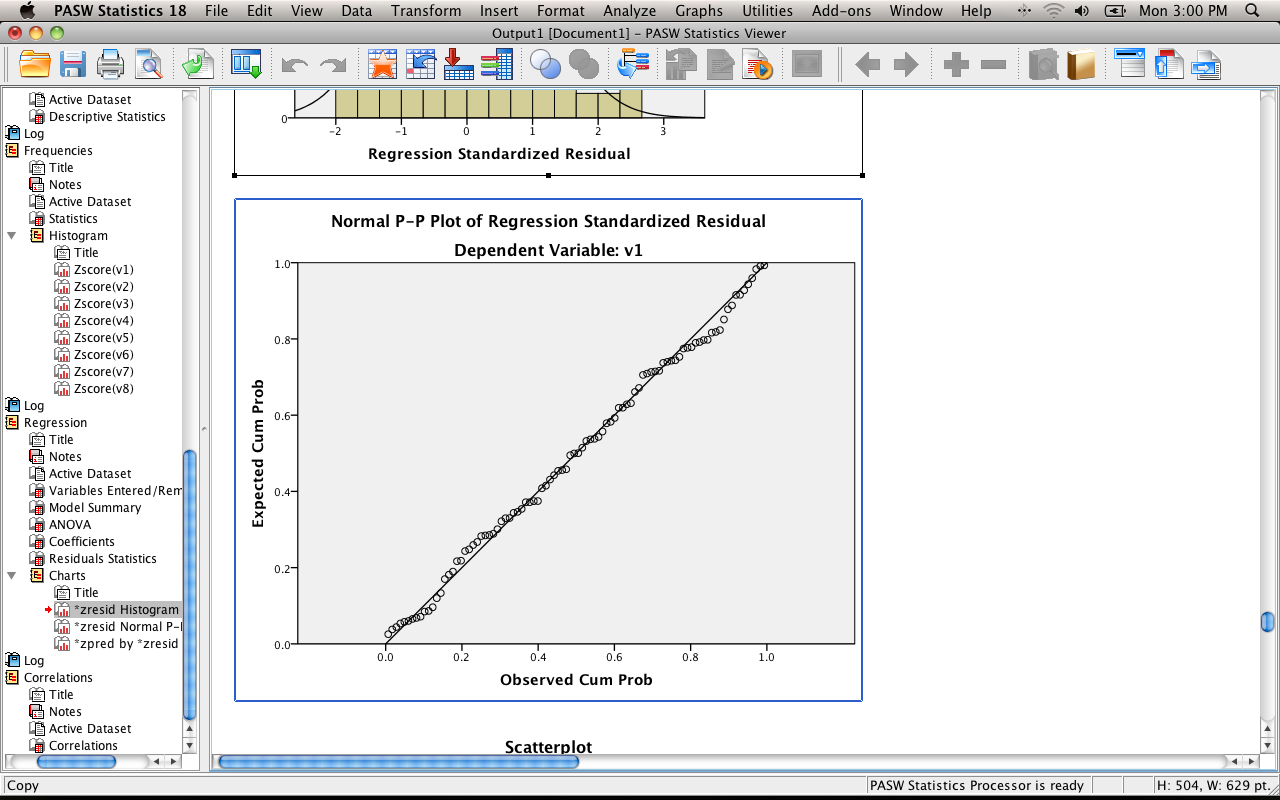 PASW Statistics 18 File Edit View Data Transform Insert Format Analyze Graphs Utilities Add-ons Window Help Mon 3:00 PM
Output1 [Document1] – PASW Statistics Viewer
Active Dataset
Descriptive Statistics
Log
Frequencies
Title
Notes
Active Dataset
Statistics
Histogram
Title
Zscore(v1)
Zscore(v2)
Zscore(v3)
Zscore(v4)
Zscore(v5)
Zscore(v6)
Zscore(v7)
Zscore(v8)
Log
Regression
Title
Notes
Active Dataset
Variables Entered/Rem
Model Summary
ANOVA
Coefficients
Residuals Statistics
Charts
Title
*zresid Histogram
*zresid Normal P-
*zpred by *zresid
Log
Correlations
Title
Notes
Active Dataset
Correlations
0
-2 -1 0 1 2 3
Regression Standardized Residual
Normal P-P Plot of Regression Standardized Residual
Dependent Variable: v1
1.0
0.8
0.6
0.4
0.2
0.0
Expected Cum Prob
0.0 0.2 0.4 0.6 0.8 1.0
Observed Cum Prob
Scatterplot
Copy
PASW Statistics Processor is ready
H: 504, W: 629 pt.